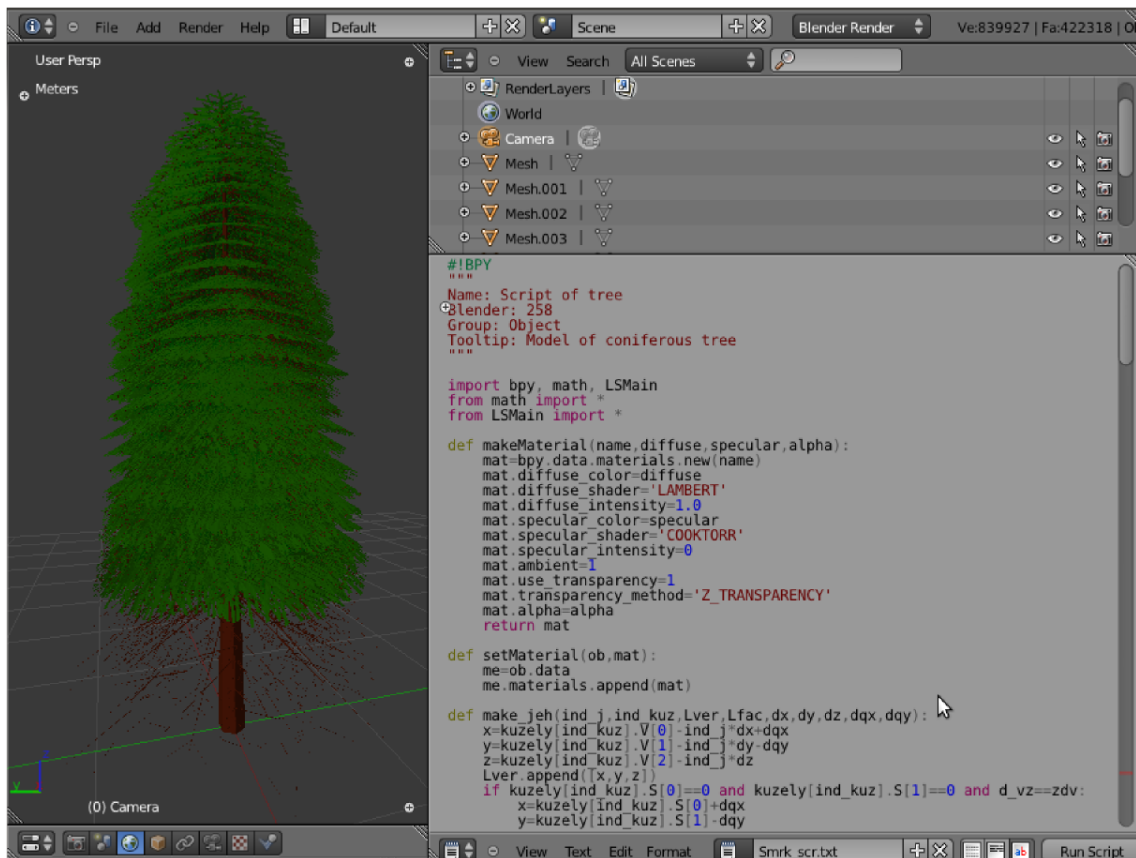 File Add Render Help Default Scene Blender Render Ve:839927 | Fa:422318 |
User Persp
Meters
(0) Camera
View Search All Scenes
RenderLayers
World
Camera
Mesh
Mesh.001
Mesh.002
Mesh.003
#!BPY
"""
Name: Script of tree
Blender: 258
Group: Object
Tooltip: Model of coniferous tree
"""
import bpy, math, LSMain
from math import *
from LSMain import *
def makeMaterial(name,diffuse,specular,alpha):
mat=bpy.data.materials.new(name)
mat.diffuse_color=diffuse
mat.diffuse_shader='LAMBERT'
mat.diffuse_intensity=1.0
mat.specular_color=specular
mat.specular_shader='COOKTORR'
mat.specular_intensity=0
mat.ambient=1
mat.use_transparency=1
mat.transparency_method='Z_TRANSPARENCY'
mat.alpha=alpha
return mat
def setMaterial(ob,mat):
me=ob.data
me.materials.append(mat)
def make_jeh(ind_j,ind_kuz,Lver,Lfac,dx,dy,dz,dqx,dqy):
x=kuzely[ind_kuz].V[0]-ind_j*dx+dqx
y=kuzely[ind_kuz].V[1]-ind_j*dy-dqy
z=kuzely[ind_kuz].V[2]-ind_j*dz
Lver.append([x,y,z])
if kuzely[ind_kuz].S[0]==0 and kuzely[ind_kuz].S[1]==0 and d_vz==zdv:
x=kuzely[ind_kuz].S[0]+dqx
y=kuzely[ind_kuz].S[1]-dqy
View Text Edit Format Smrk_scr.txt Run Script